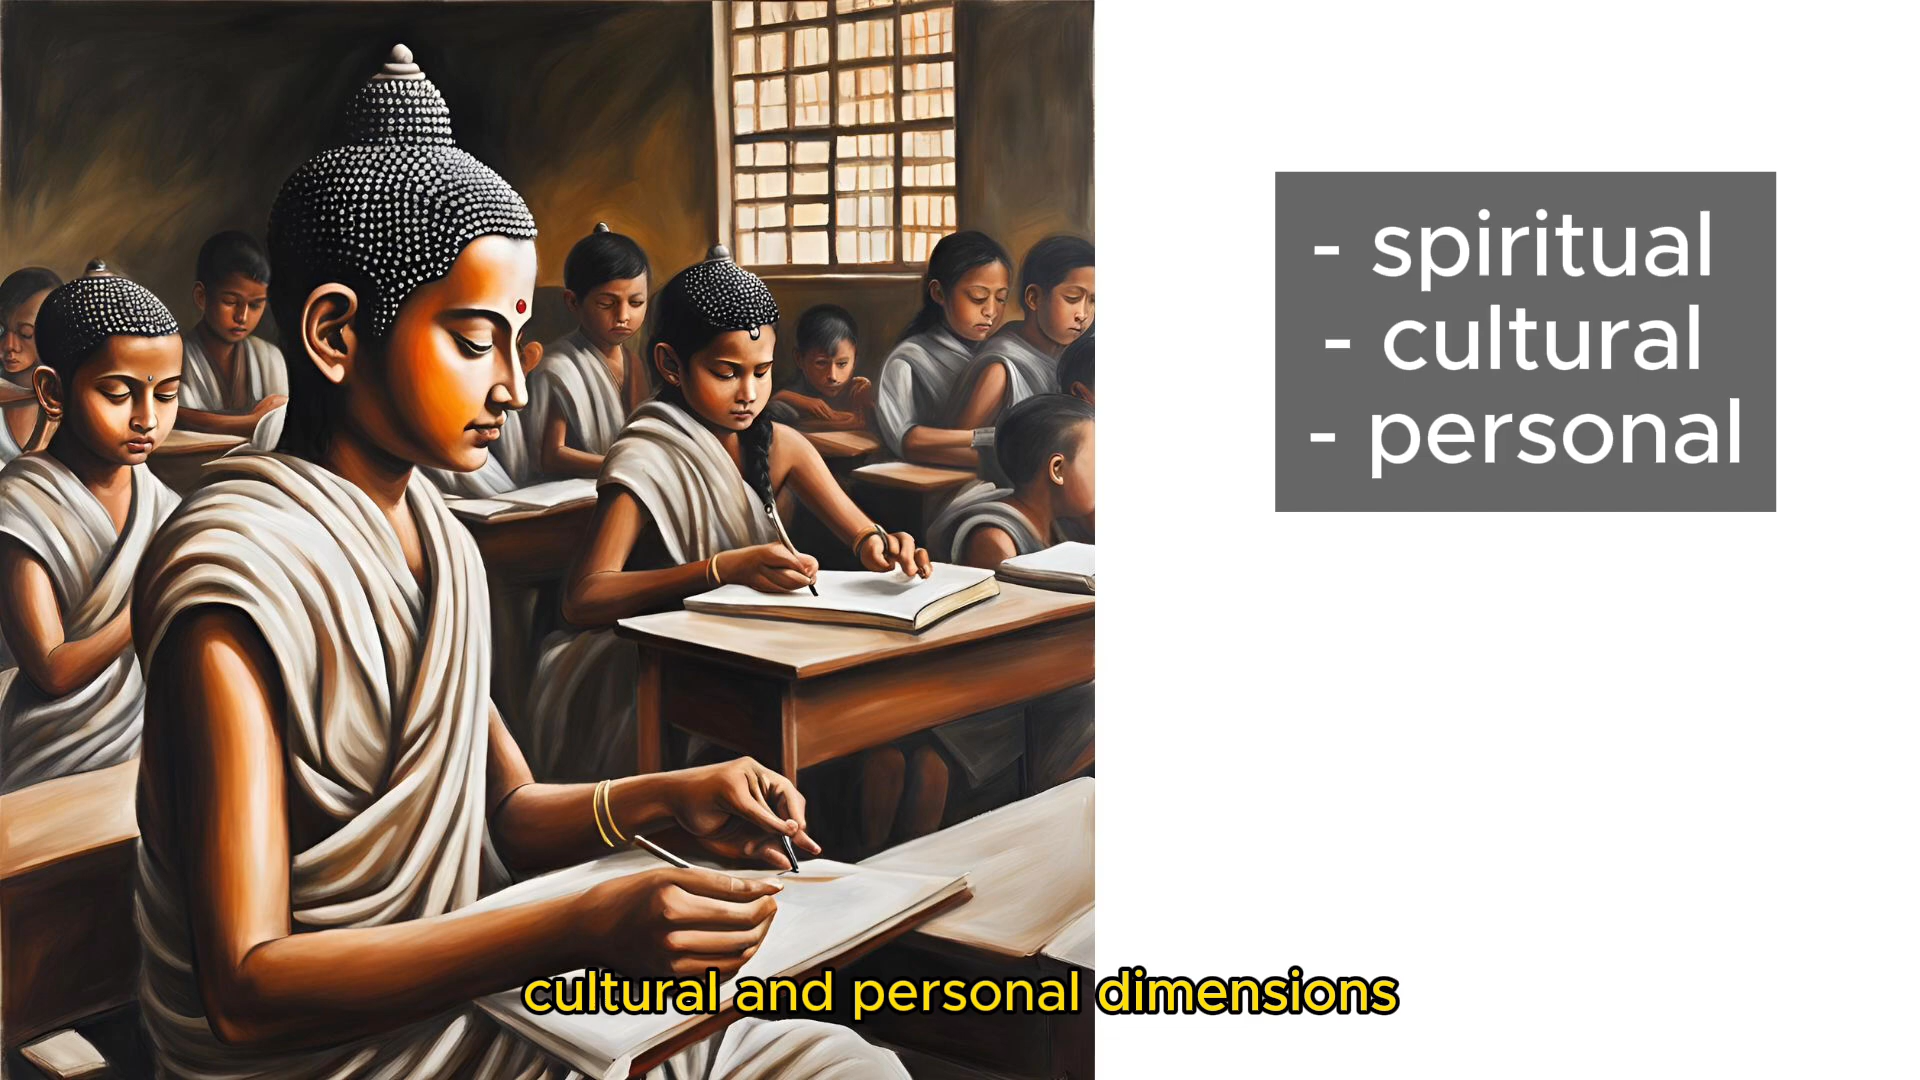 - spiritual
- cultural
- personal
cultural and personal dimensions